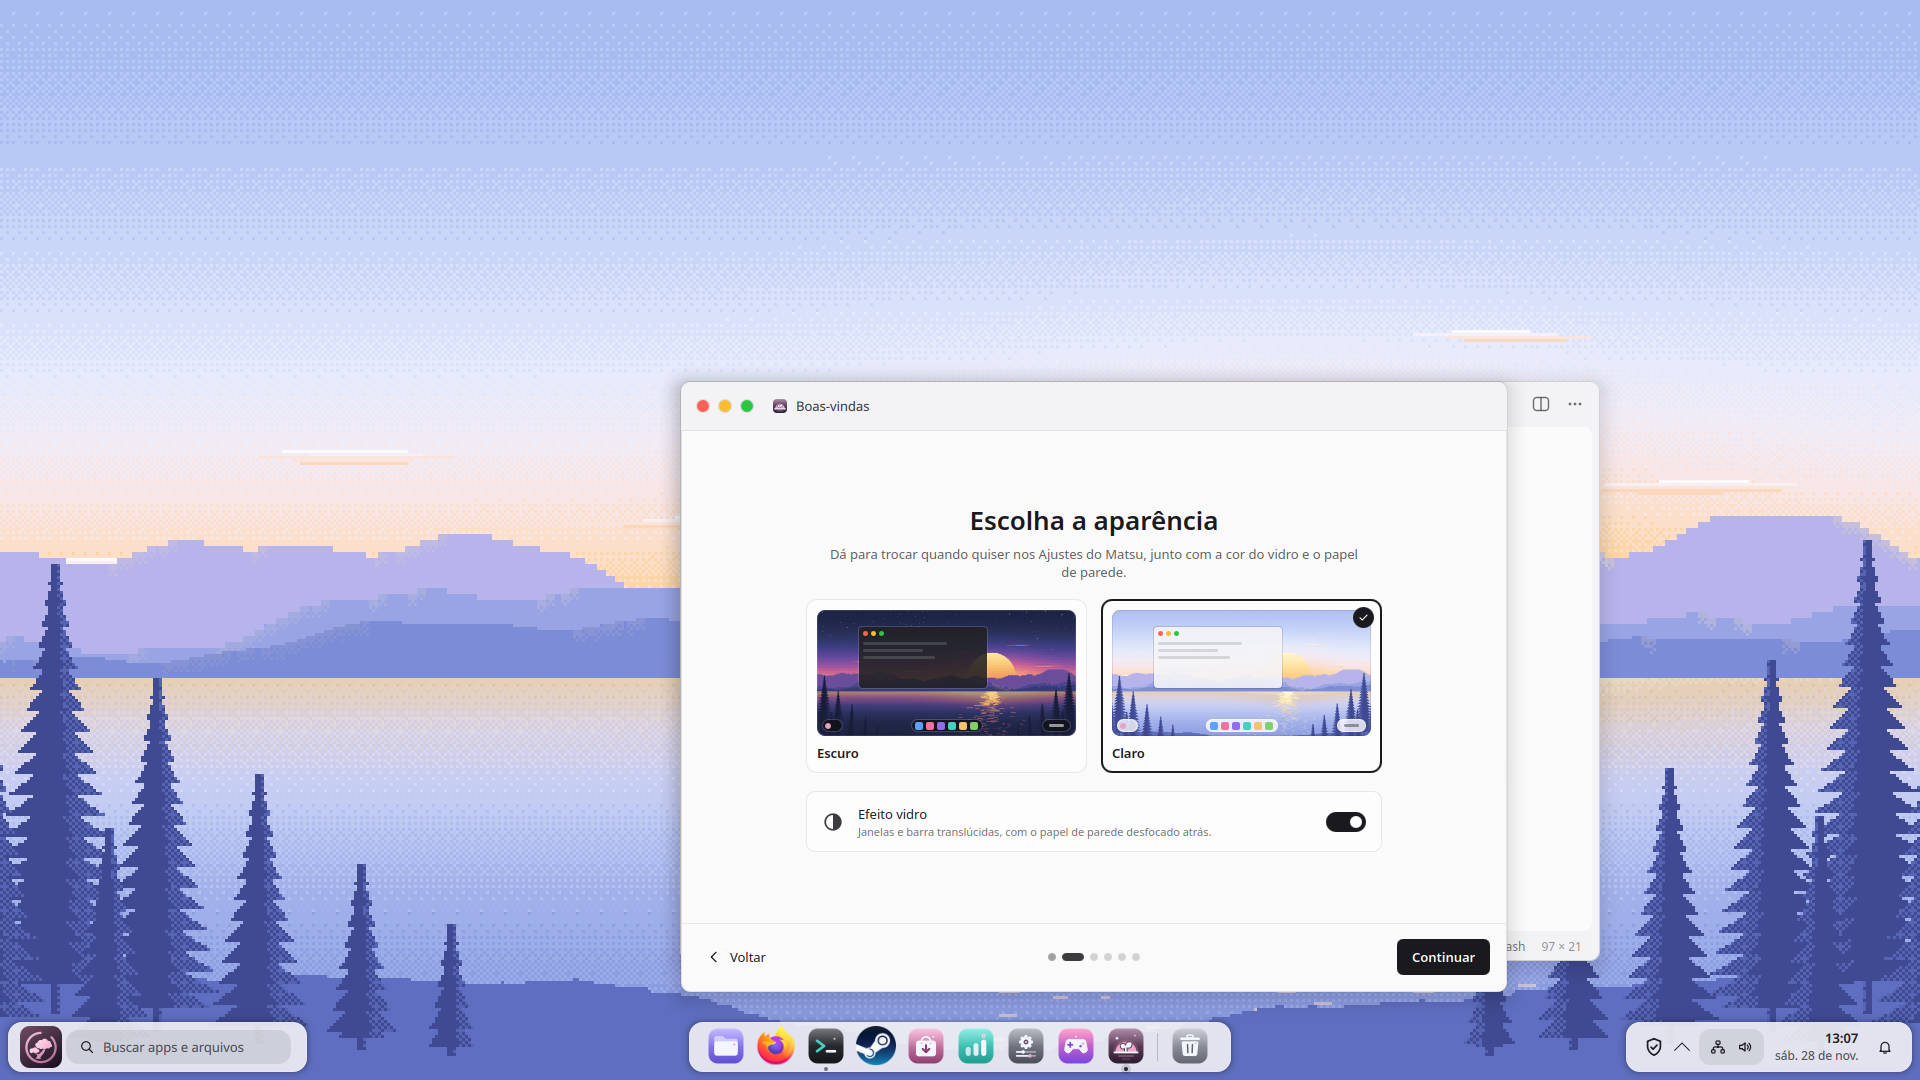 Boas-vindas
Escolha a aparência
Dá para trocar quando quiser nos Ajustes do Matsu, junto com a cor do vidro e o papel
de parede.
Escuro
Claro
Efeito vidro
Janelas e barra translúcidas, com o papel de parede desfocado atrás.
Voltar
Continuar
ash 97 × 21
Buscar apps e arquivos
13:07
sáb. 28 de nov.